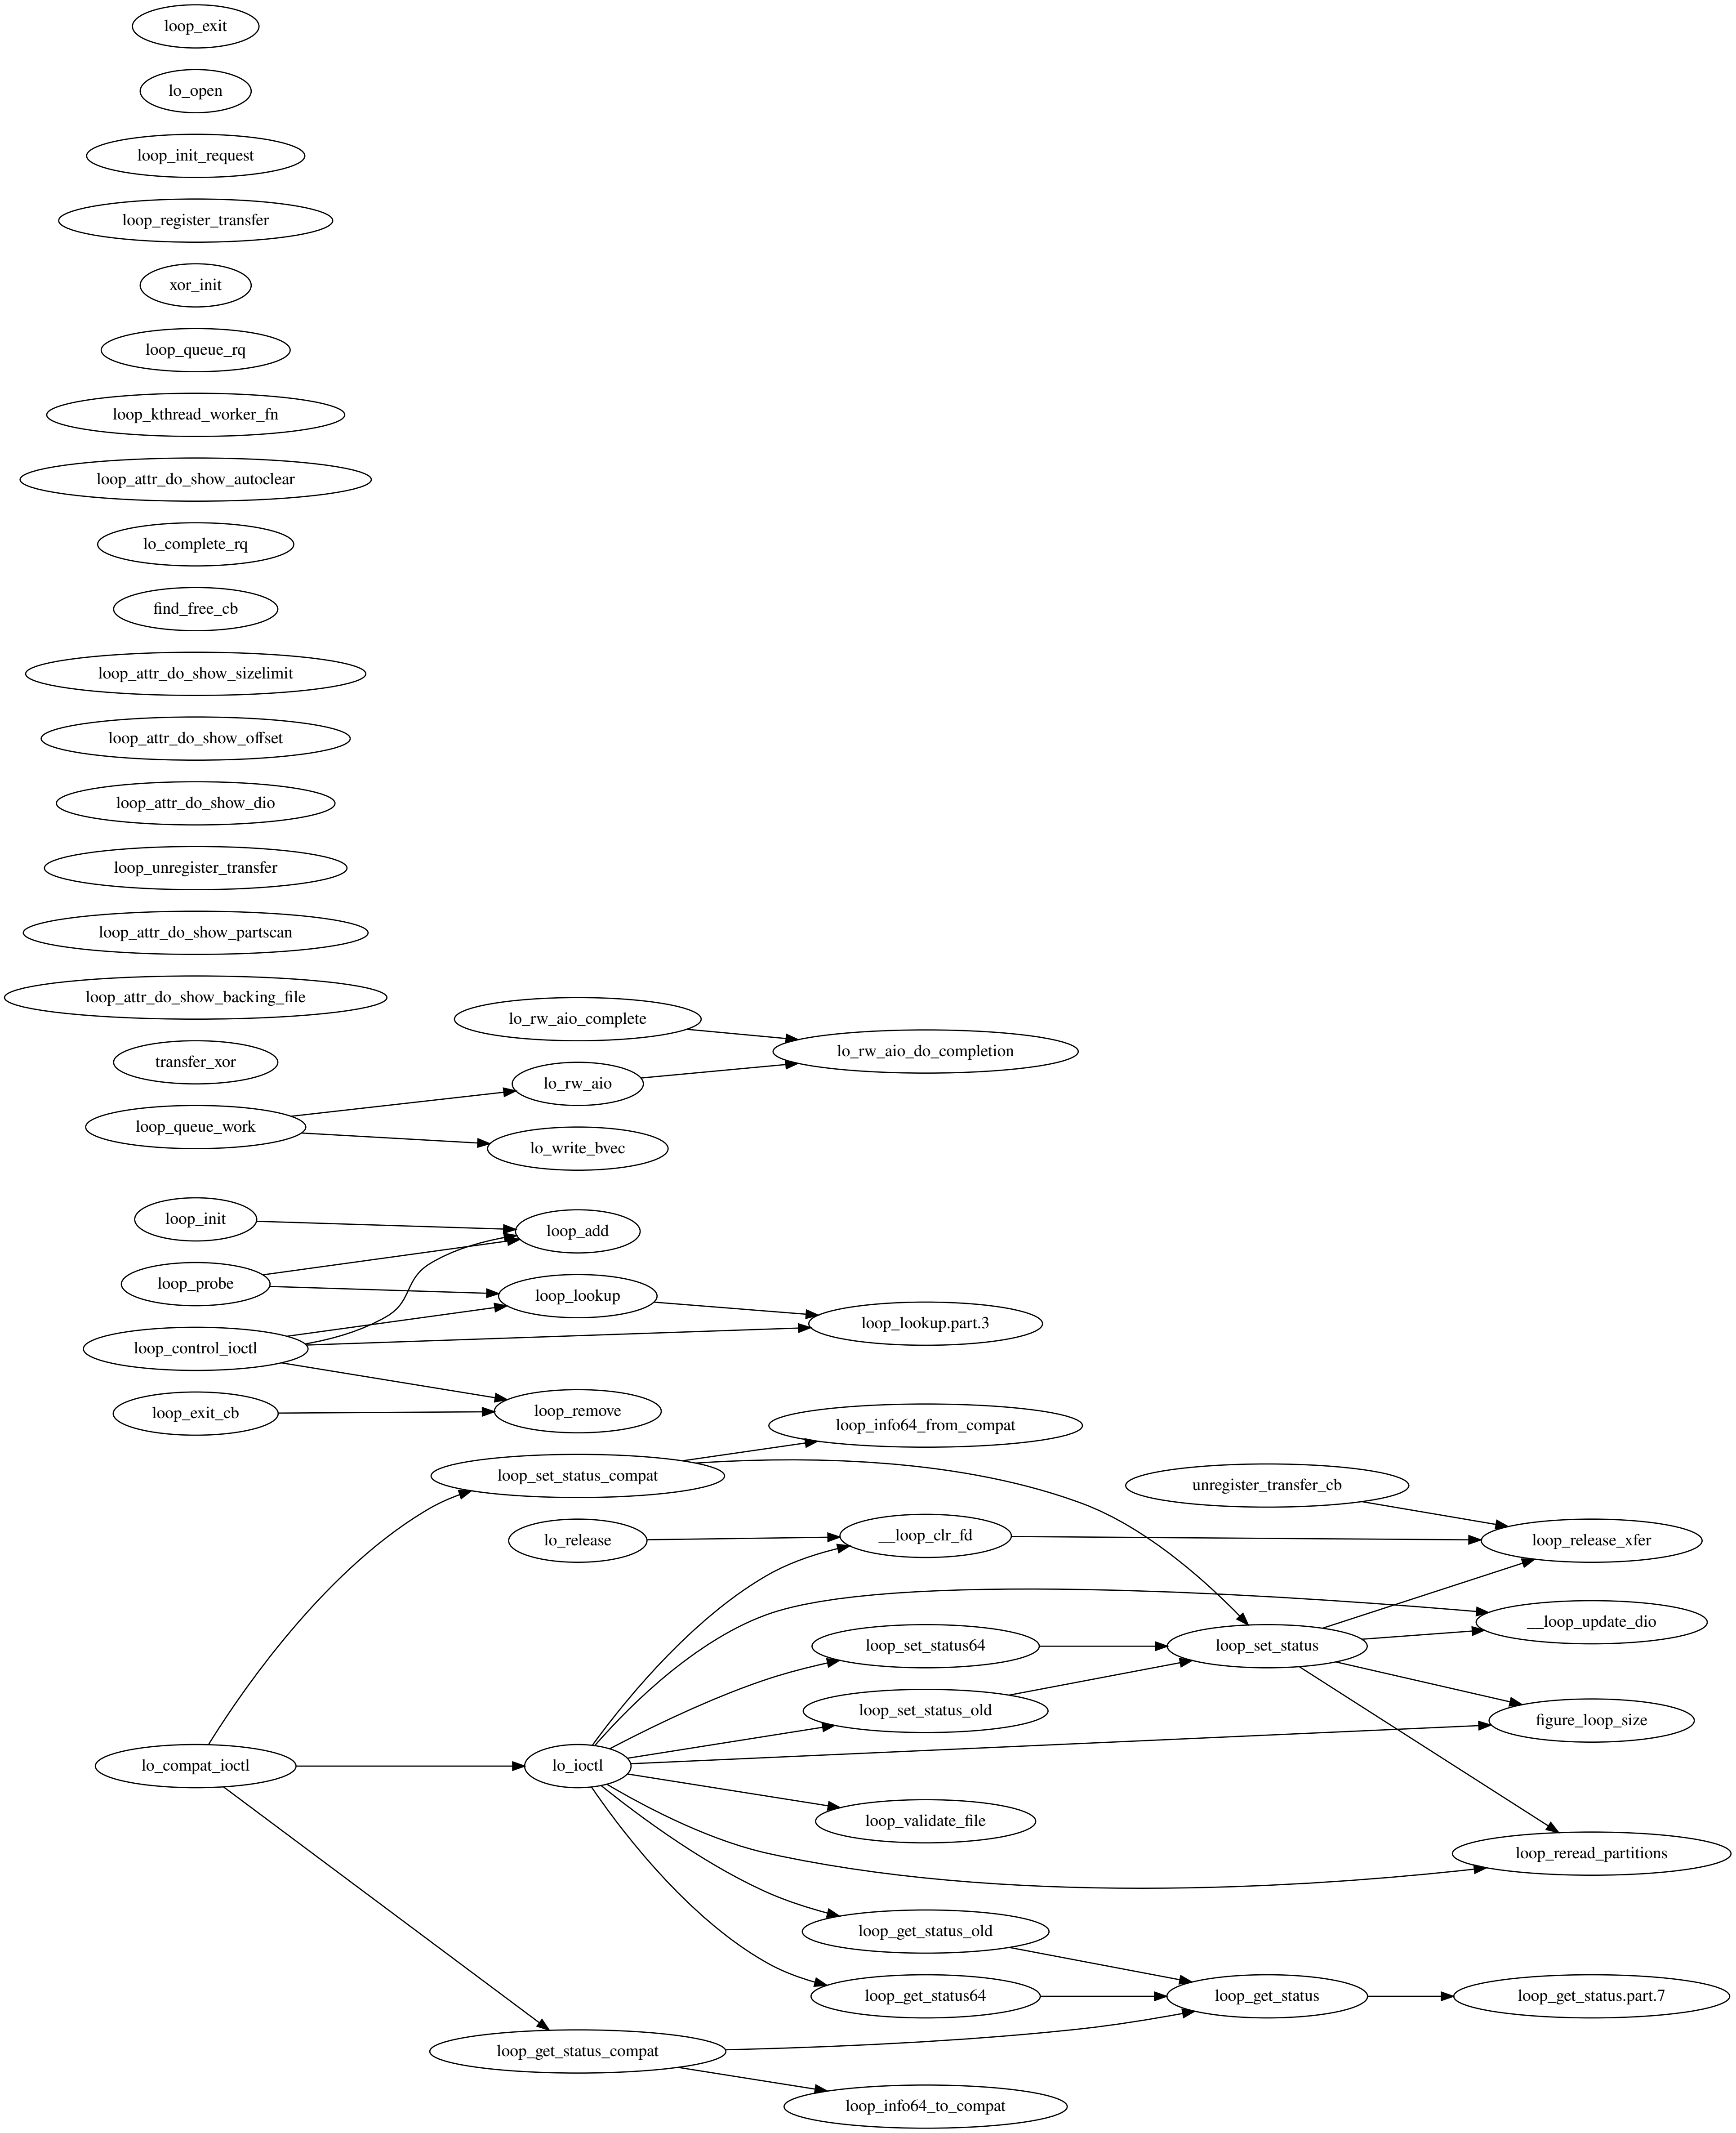 loop_exit
lo_open
loop_init_request
loop_register_transfer
xor_init
loop_queue_rq
loop_kthread_worker_fn
loop_attr_do_show_autoclear
lo_complete_rq
find_free_cb
loop_attr_do_show_sizelimit
loop_attr_do_show_offset
loop_attr_do_show_dio
loop_unregister_transfer
loop_attr_do_show_partscan
loop_attr_do_show_backing_file
lo_rw_aio_complete
lo_rw_aio_do_completion
transfer_xor
lo_rw_aio
loop_queue_work
lo_write_bvec
loop_init
loop_add
loop_probe
loop_lookup
loop_lookup.part.3
loop_control_ioctl
loop_exit_cb
loop_remove
loop_info64_from_compat
loop_set_status_compat
unregister_transfer_cb
lo_release
__loop_clr_fd
loop_release_xfer
__loop_update_dio
loop_set_status64
loop_set_status
loop_set_status_old
figure_loop_size
lo_compat_ioctl
lo_ioctl
loop_validate_file
loop_reread_partitions
loop_get_status_old
loop_get_status64
loop_get_status
loop_get_status.part.7
loop_get_status_compat
loop_info64_to_compat